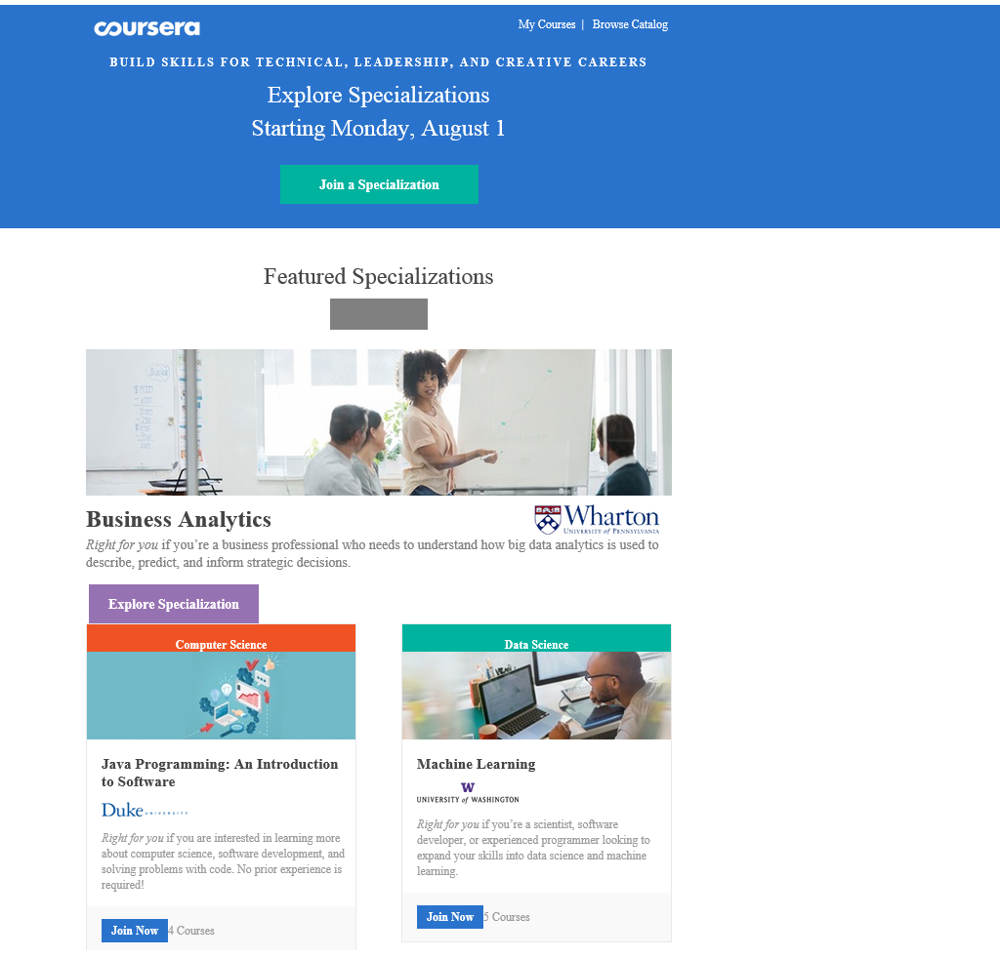 coursera
My Courses | Browse Catalog
BUILD SKILLS FOR TECHNICAL, LEADERSHIP, AND CREATIVE CAREERS
Explore Specializations
Starting Monday, August 1
Join a Specialization
Featured Specializations
Business Analytics
Wharton
UNIVERSITY of PENNSYLVANIA
Right for you if you’re a business professional who needs to understand how big data analytics is used to
describe, predict, and inform strategic decisions.
Explore Specialization
Computer Science
Java Programming: An Introduction
to Software
Duke UNIVERSITY
Right for you if you are interested in learning more
about computer science, software development, and
solving problems with code. No prior experience is
required!
Join Now 4 Courses
Data Science
Machine Learning
W
UNIVERSITY of WASHINGTON
Right for you if you’re a scientist, software
developer, or experienced programmer looking to
expand your skills into data science and machine
learning.
Join Now 5 Courses